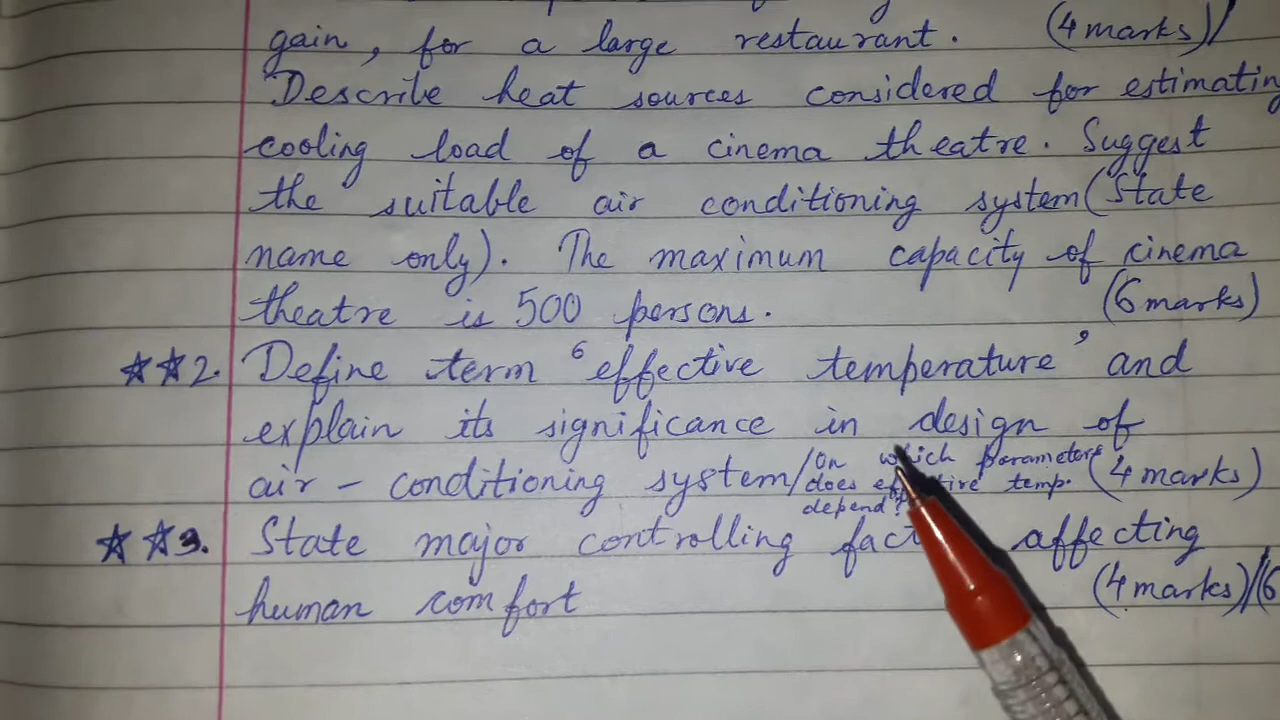 gain, for a large restaurant. (4 marks)/
Describe heat sources considered for estimating
cooling load of a cinema theatre. Suggest
the suitable air conditioning system (State
name only). The maximum capacity of cinema
theatre is 500 persons. (6 marks)
☆☆2. Define term ‘effective temperature’ and
explain its significance in design of
air - conditioning system/On which parameters
does effective temp.
depend? (4 marks)
☆☆3. State major controlling affecting
human comfort (4 marks)/(6